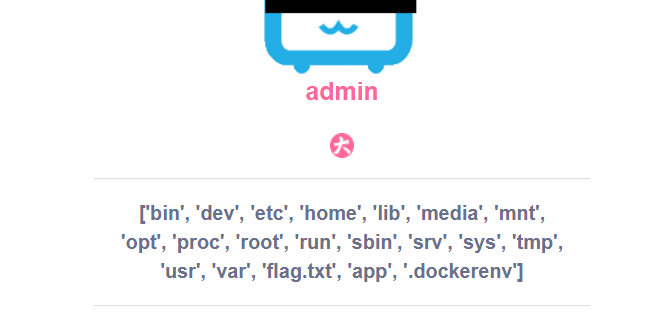 admin
大
['bin', 'dev', 'etc', 'home', 'lib', 'media', 'mnt',
'opt', 'proc', 'root', 'run', 'sbin', 'srv', 'sys', 'tmp',
'usr', 'var', 'flag.txt', 'app', '.dockerenv']